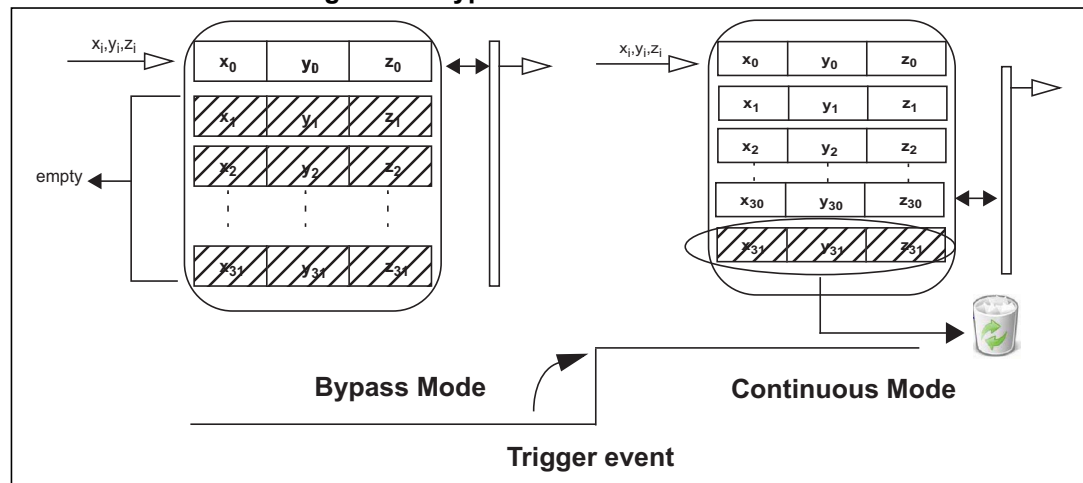 xᵢ,yᵢ,zᵢ
x₀ y_D z₀
x₁ y₁ z₁
x₂ y₂ z₂
empty
x₃₁ y₃₁ z₃₁
xᵢ,yᵢ,zᵢ
x₀ y₀ z₀
x₁ y₁ z₁
x₂ y₂ z₂
x₃₀ y₃₀ z₃₀
x₃₁ y₃₁ z₃₁
Bypass Mode
Continuous Mode
Trigger event